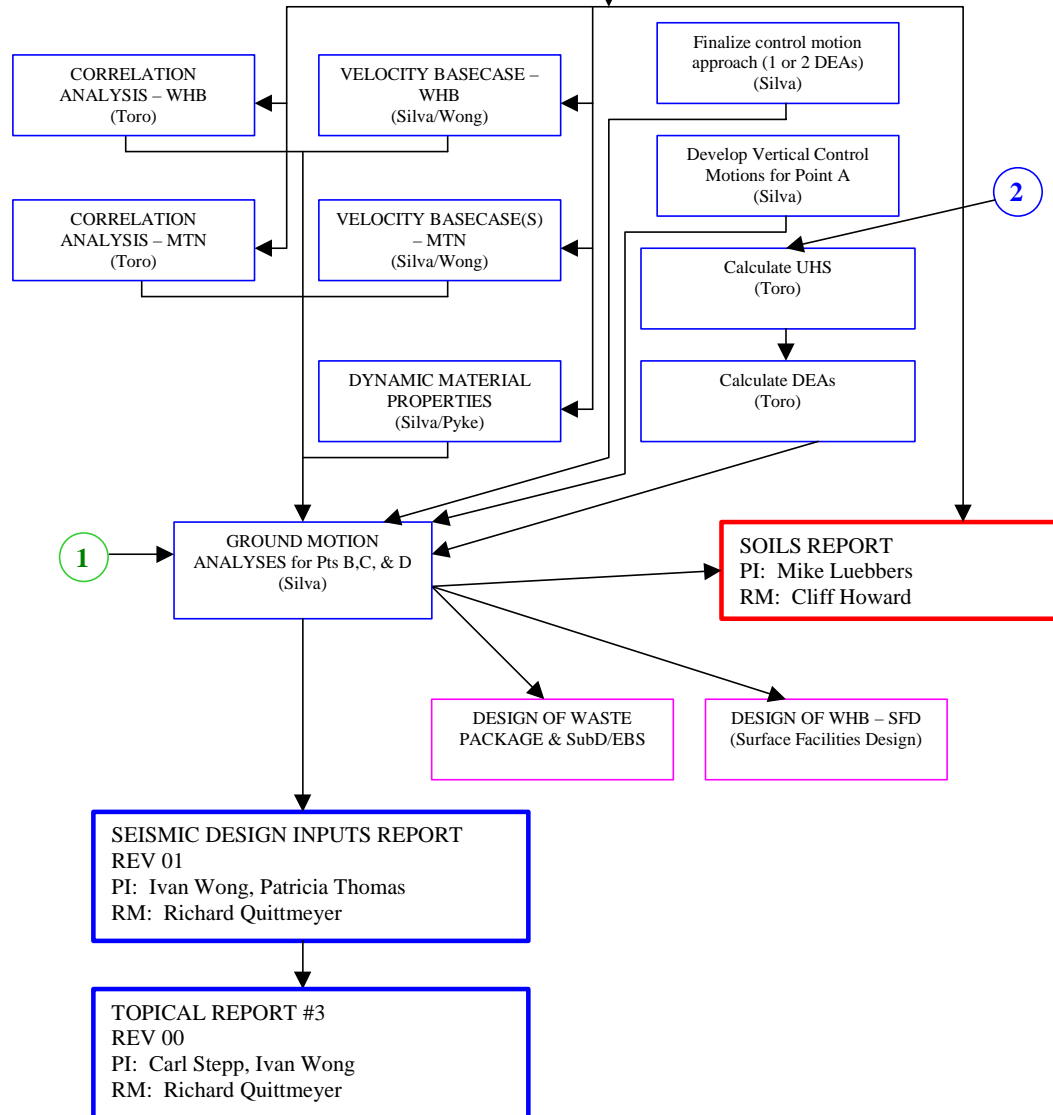 CORRELATION
ANALYSIS – WHB
(Toro)
VELOCITY BASECASE –
WHB
(Silva/Wong)
Finalize control motion
approach (1 or 2 DEAs)
(Silva)
Develop Vertical Control
Motions for Point A
(Silva)
2
CORRELATION
ANALYSIS – MTN
(Toro)
VELOCITY BASECASE(S)
– MTN
(Silva/Wong)
Calculate UHS
(Toro)
DYNAMIC MATERIAL
PROPERTIES
(Silva/Pyke)
Calculate DEAs
(Toro)
1
GROUND MOTION
ANALYSES for Pts B,C, & D
(Silva)
SOILS REPORT
PI: Mike Luebbers
RM: Cliff Howard
DESIGN OF WASTE
PACKAGE & SubD/EBS
DESIGN OF WHB – SFD
(Surface Facilities Design)
SEISMIC DESIGN INPUTS REPORT
REV 01
PI: Ivan Wong, Patricia Thomas
RM: Richard Quittmeyer
TOPICAL REPORT #3
REV 00
PI: Carl Stepp, Ivan Wong
RM: Richard Quittmeyer